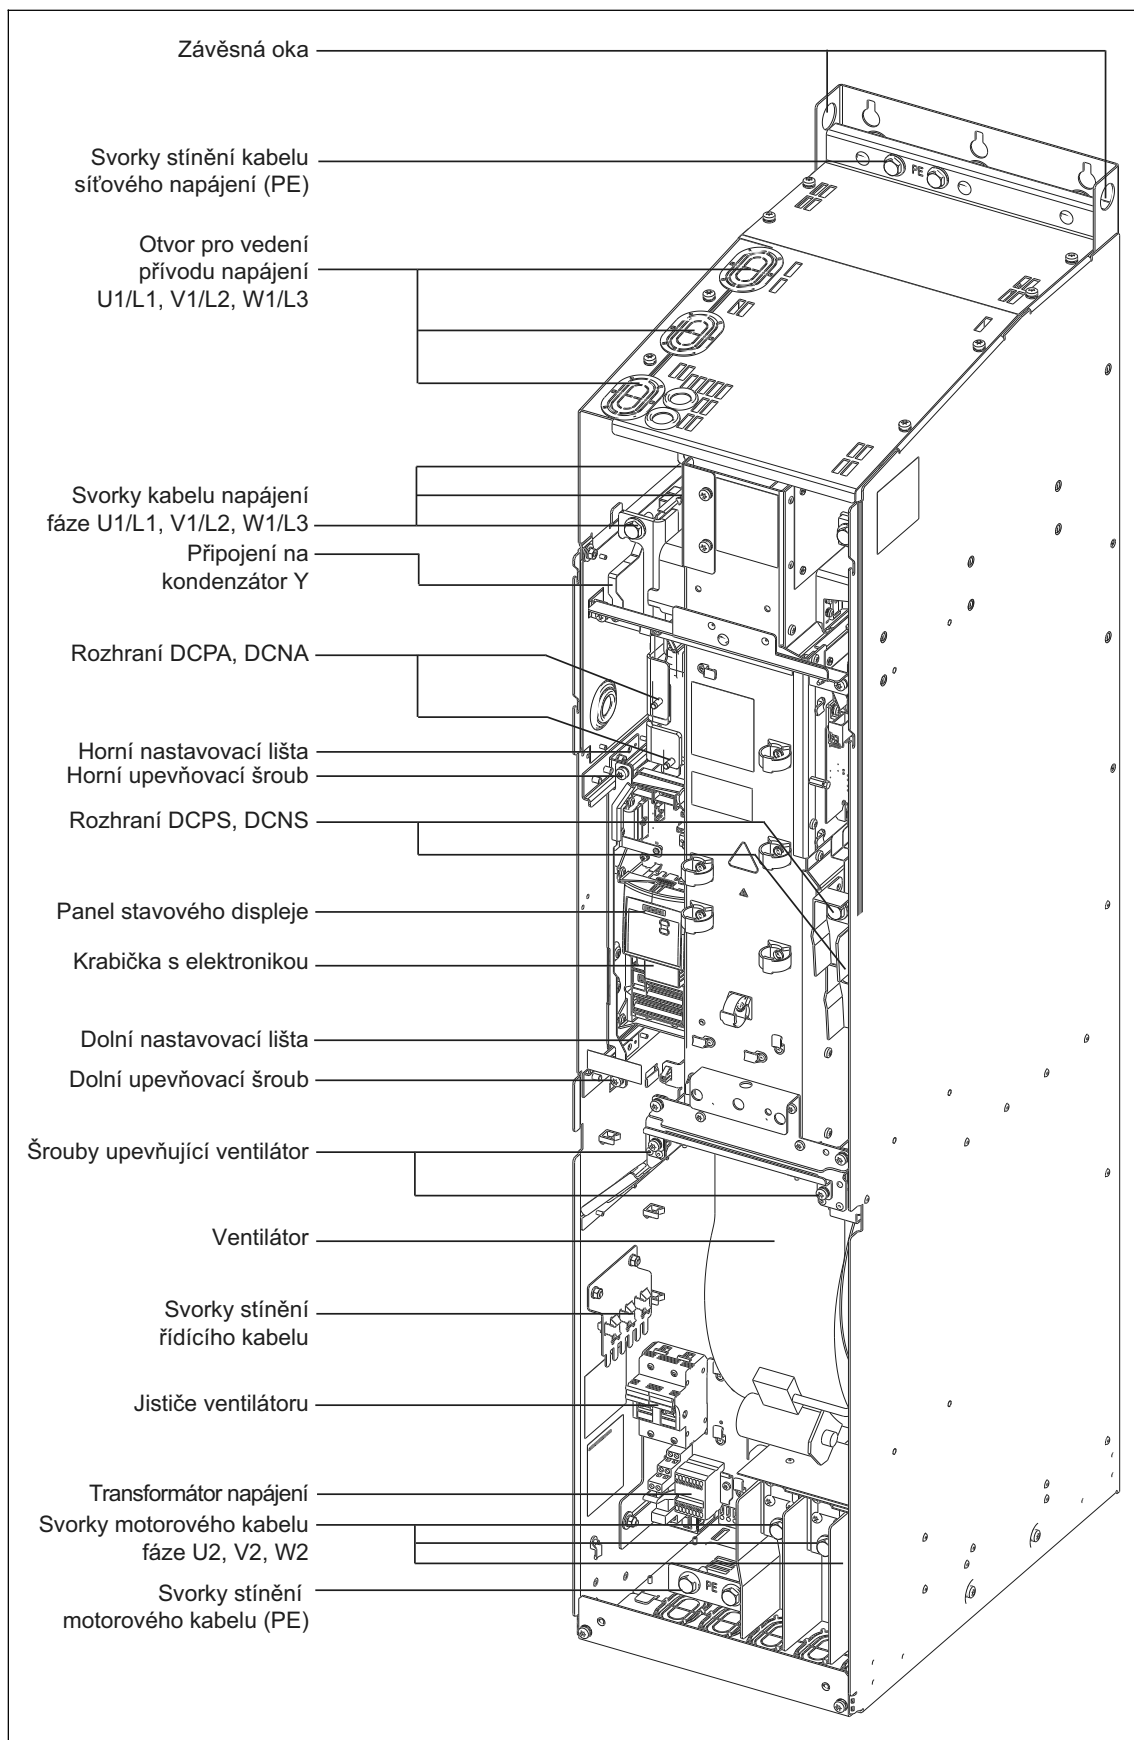 Závěsná oka
Svorky stínění kabelu
síťového napájení (PE)
PE
Otvor pro vedení
přívodu napájení
U1/L1, V1/L2, W1/L3
Svorky kabelu napájení
fáze U1/L1, V1/L2, W1/L3
Připojení na
kondenzátor Y
Rozhraní DCPA, DCNA
Horní nastavovací lišta
Horní upevňovací šroub
Rozhraní DCPS, DCNS
Panel stavového displeje
Krabička s elektronikou
Dolní nastavovací lišta
Dolní upevňovací šroub
Šrouby upevňující ventilátor
Ventilátor
Svorky stínění
řídícího kabelu
Jističe ventilátoru
Transformátor napájení
Svorky motorového kabelu
fáze U2, V2, W2
Svorky stínění
motorového kabelu (PE)
PE